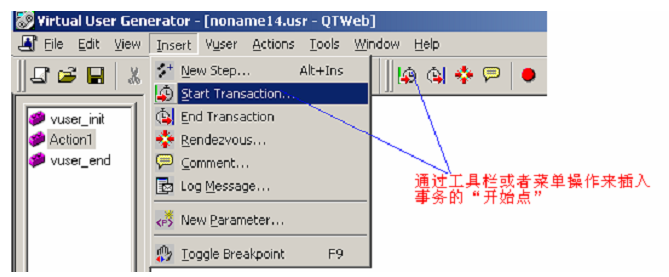 Virtual User Generator - [noname14.usr - QTWeb]
File Edit View Insert Vuser Actions Tools Window Help
New Step... Alt+Ins
Start Transaction...
End Transaction
Rendezvous...
Comment...
Log Message...
New Parameter...
Toggle Breakpoint F9
vuser_init
Action1
vuser_end
通过工具栏或者菜单操作来插入
事务的“开始点”